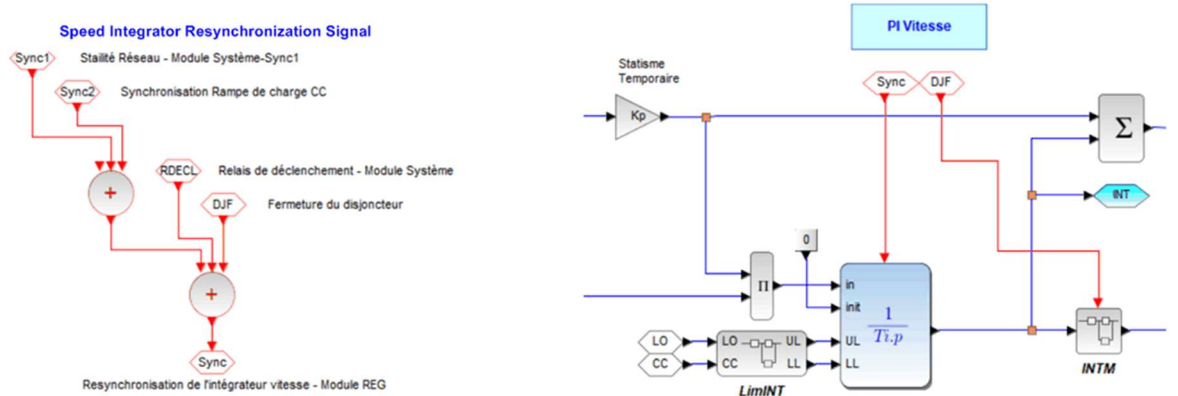 Speed Integrator Resynchronization Signal
Sync1
Stailité Réseau - Module Système-Sync1
Sync2
Synchronisation Rampe de charge CC
+
RDECL
Relais de déclenchement - Module Système
DJF
Fermeture du disjoncteur
+
Sync
Resynchronisation de l'intégrateur vitesse - Module REG
PI Vitesse
Statisme
Temporaire
Sync
DJF
Kp
Σ
INT
0
Π
in
init
1
Ti.p
UL
LL
LO
CC
LO
CC
UL
LL
LimINT
INTM